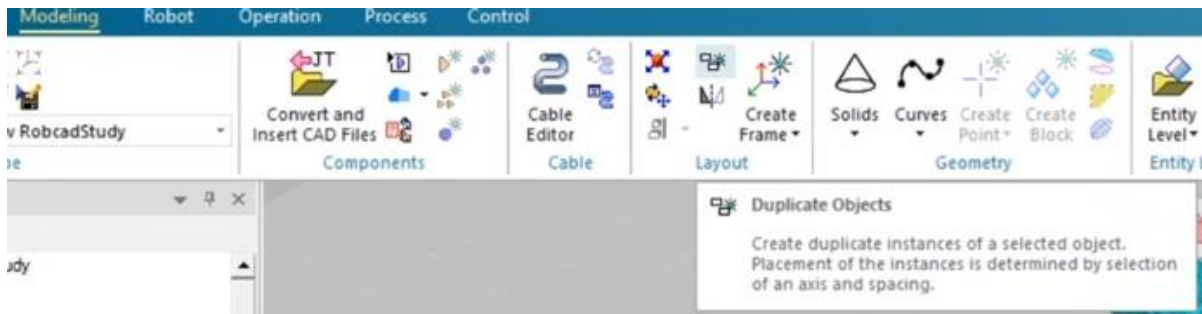 Modeling Robot Operation Process Control
JT
Convert and
Insert CAD Files
Cable
Editor
Create
Frame
Solids
Curves
Create
Point
Create
Block
Entity
Level
v RobcadStudy
Components
Cable
Layout
Geometry
Entity
udy
Duplicate Objects
Create duplicate instances of a selected object.
Placement of the instances is determined by selection
of an axis and spacing.